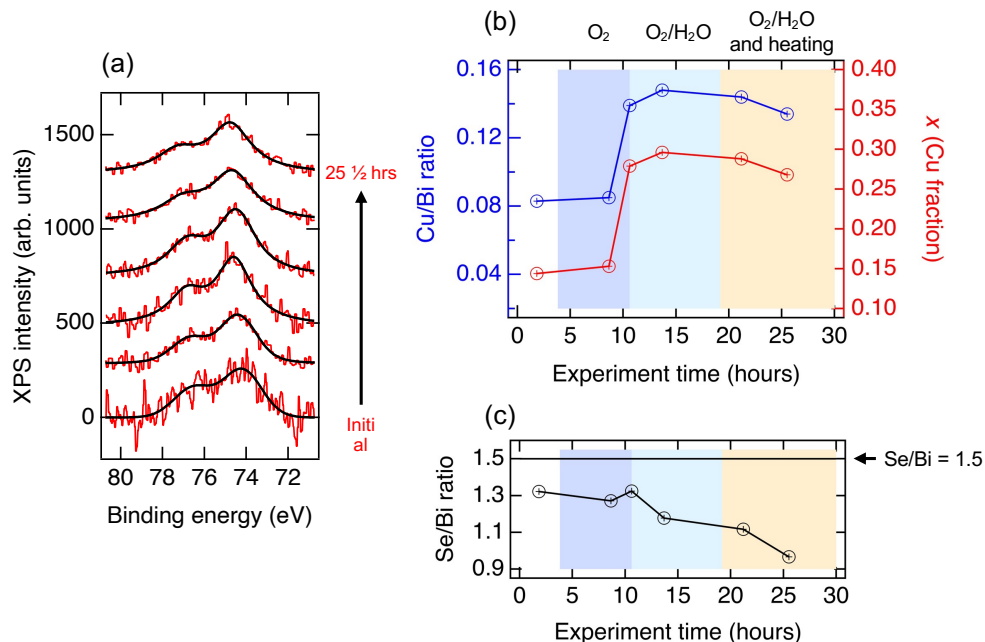 (a)
XPS intensity (arb. units)
1500
1000
500
0
80
78
76
74
72
Binding energy (eV)
25 ½ hrs
Initi
al
(b)
O₂
O₂/H₂O
O₂/H₂O
and heating
Cu/Bi ratio
0.16
0.12
0.08
0.04
0.40
0.35
0.30
0.25
0.20
0.15
0.10
x (Cu fraction)
0
5
10
15
20
25
30
Experiment time (hours)
(c)
Se/Bi ratio
1.5
1.3
1.1
0.9
Se/Bi = 1.5
0
5
10
15
20
25
30
Experiment time (hours)